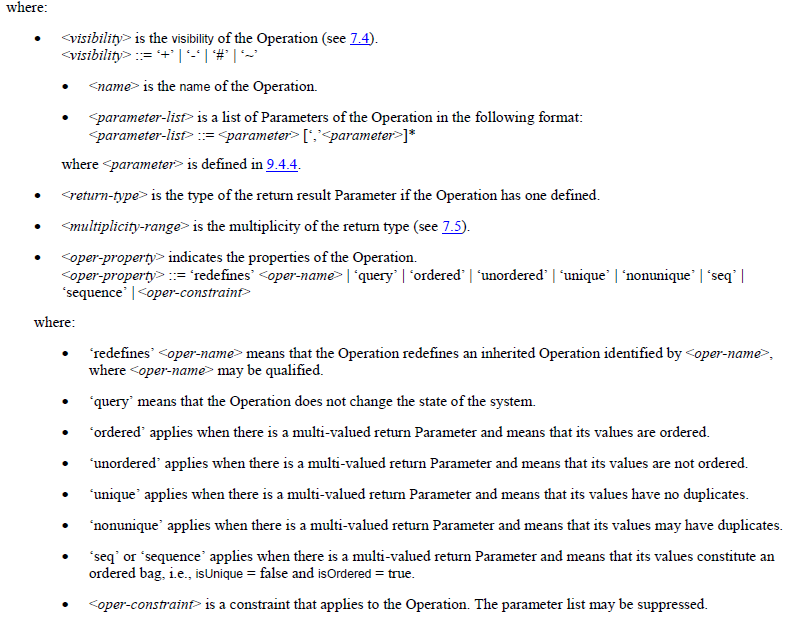 where:
• <visibility> is the visibility of the Operation (see 7.4).
<visibility> ::= ‘+’ | ‘-‘ | ‘#’ | ‘~’
• <name> is the name of the Operation.
• <parameter-list> is a list of Parameters of the Operation in the following format:
<parameter-list> ::= <parameter> [‘,’<parameter>]*
where <parameter> is defined in 9.4.4.
• <return-type> is the type of the return result Parameter if the Operation has one defined.
• <multiplicity-range> is the multiplicity of the return type (see 7.5).
• <oper-property> indicates the properties of the Operation.
<oper-property> ::= ‘redefines’ <oper-name> | ‘query’ | ‘ordered’ | ‘unordered’ | ‘unique’ | ‘nonunique’ | ‘seq’ |
‘sequence’ | <oper-constraint>
where:
• ‘redefines’ <oper-name> means that the Operation redefines an inherited Operation identified by <oper-name>,
where <oper-name> may be qualified.
• ‘query’ means that the Operation does not change the state of the system.
• ‘ordered’ applies when there is a multi-valued return Parameter and means that its values are ordered.
• ‘unordered’ applies when there is a multi-valued return Parameter and means that its values are not ordered.
• ‘unique’ applies when there is a multi-valued return Parameter and means that its values have no duplicates.
• ‘nonunique’ applies when there is a multi-valued return Parameter and means that its values may have duplicates.
• ‘seq’ or ‘sequence’ applies when there is a multi-valued return Parameter and means that its values constitute an
ordered bag, i.e., isUnique = false and isOrdered = true.
• <oper-constraint> is a constraint that applies to the Operation. The parameter list may be suppressed.